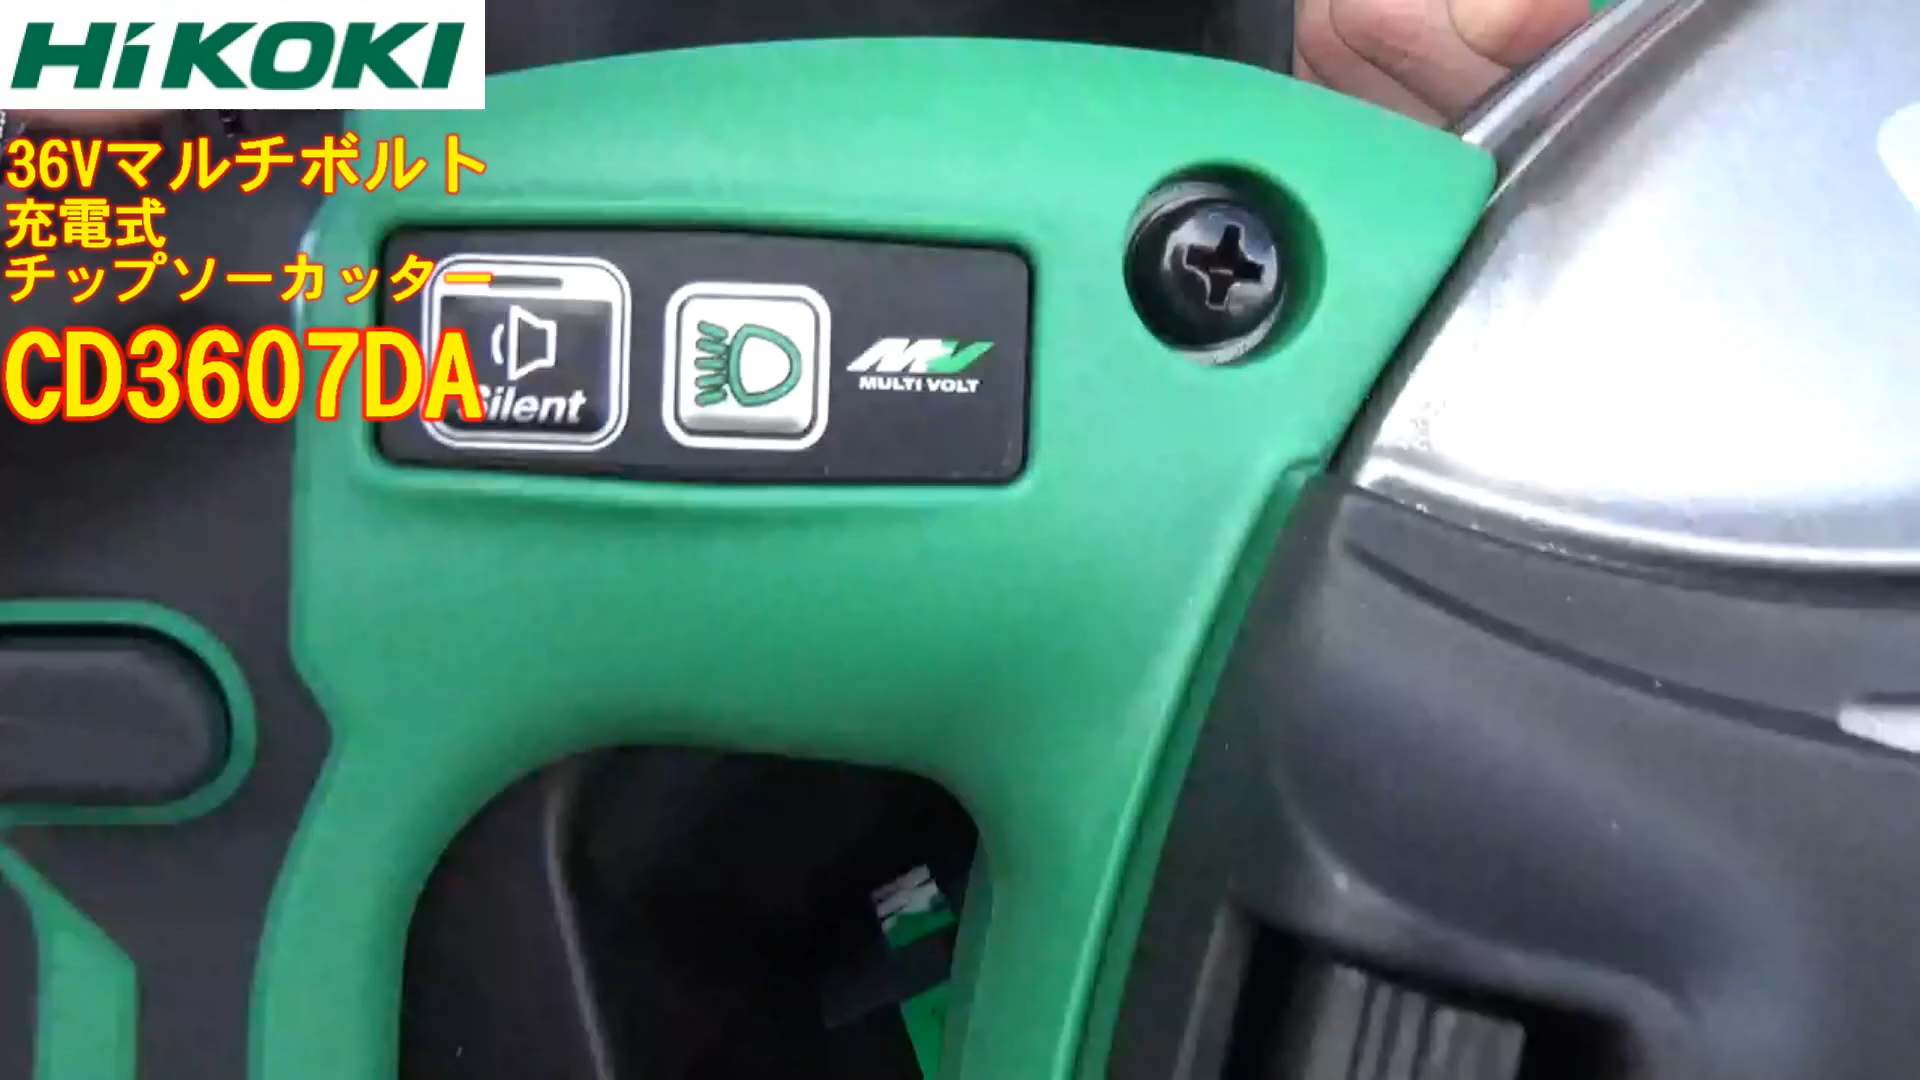 HiKOKI
36Vマルチボルト
充電式
チップソーカッター
CD3607DA
Silent
MV
MULTI VOLT